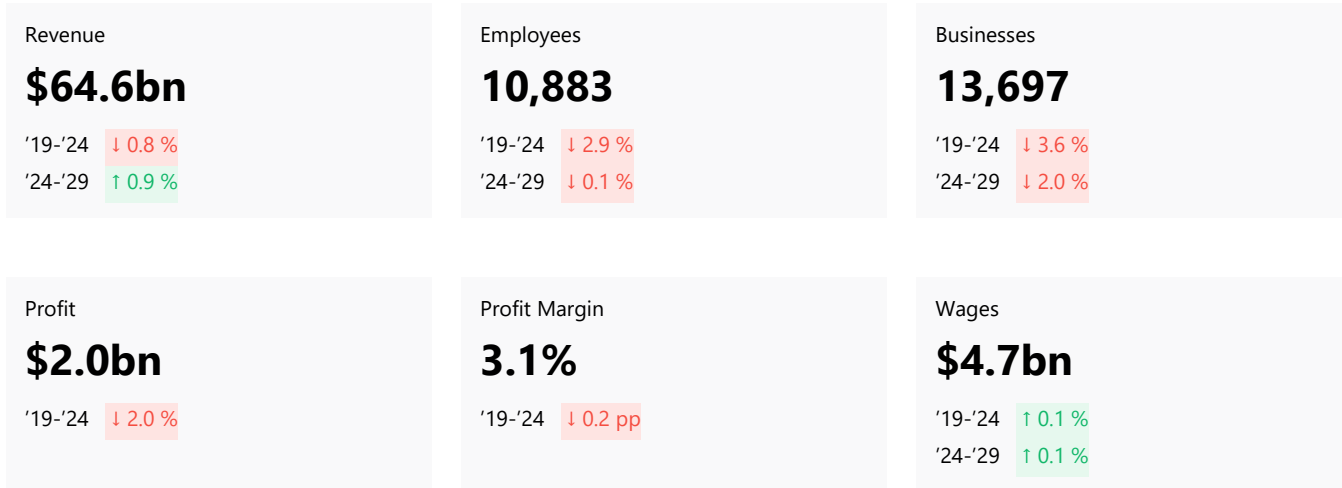 Revenue
$64.6bn
’19-’24 ↓ 0.8 %
’24-’29 ↑ 0.9 %
Employees
10,883
’19-’24 ↓ 2.9 %
’24-’29 ↓ 0.1 %
Businesses
13,697
’19-’24 ↓ 3.6 %
’24-’29 ↓ 2.0 %
Profit
$2.0bn
’19-’24 ↓ 2.0 %
Profit Margin
3.1%
’19-’24 ↓ 0.2 pp
Wages
$4.7bn
’19-’24 ↑ 0.1 %
’24-’29 ↑ 0.1 %